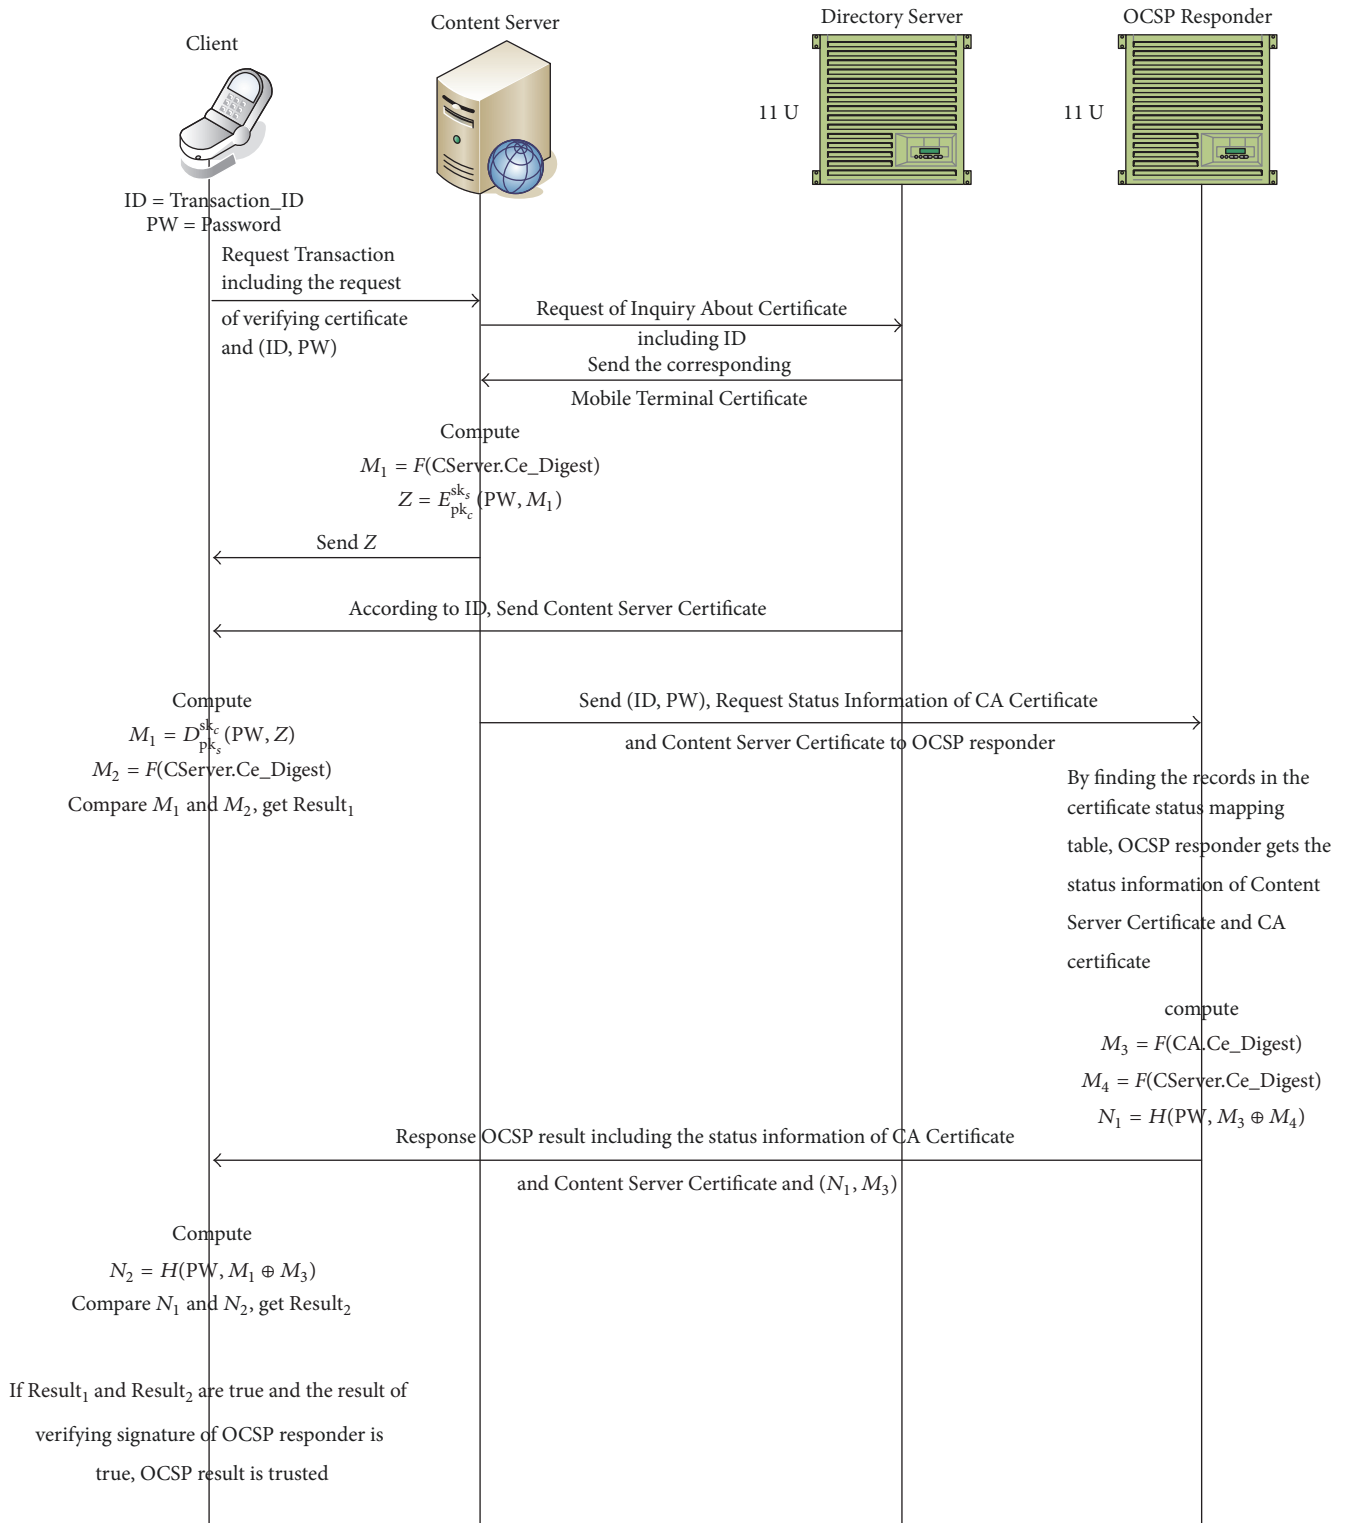 Client
Content Server
Directory Server
OCSP Responder
11 U
11 U
ID = Transaction_ID
PW = Password
Request Transaction
including the request
of verifying certificate
and (ID, PW)
Request of Inquiry About Certificate
including ID
Send the corresponding
Mobile Terminal Certificate
Compute
M₁ = F(CServer.Ce_Digest)
Z = E^{sk_s}_{pk_c}(PW, M₁)
Send Z
According to ID, Send Content Server Certificate
Compute
M₁ = D^{sk_c}_{pk_s}(PW, Z)
M₂ = F(CServer.Ce_Digest)
Compare M₁ and M₂, get Result₁
Send (ID, PW), Request Status Information of CA Certificate
and Content Server Certificate to OCSP responder
By finding the records in the
certificate status mapping
table, OCSP responder gets the
status information of Content
Server Certificate and CA
certificate
compute
M₃ = F(CA.Ce_Digest)
M₄ = F(CServer.Ce_Digest)
N₁ = H(PW, M₃ ⊕ M₄)
Response OCSP result including the status information of CA Certificate
and Content Server Certificate and (N₁, M₃)
Compute
N₂ = H(PW, M₁ ⊕ M₃)
Compare N₁ and N₂, get Result₂
If Result₁ and Result₂ are true and the result of
verifying signature of OCSP responder is
true, OCSP result is trusted